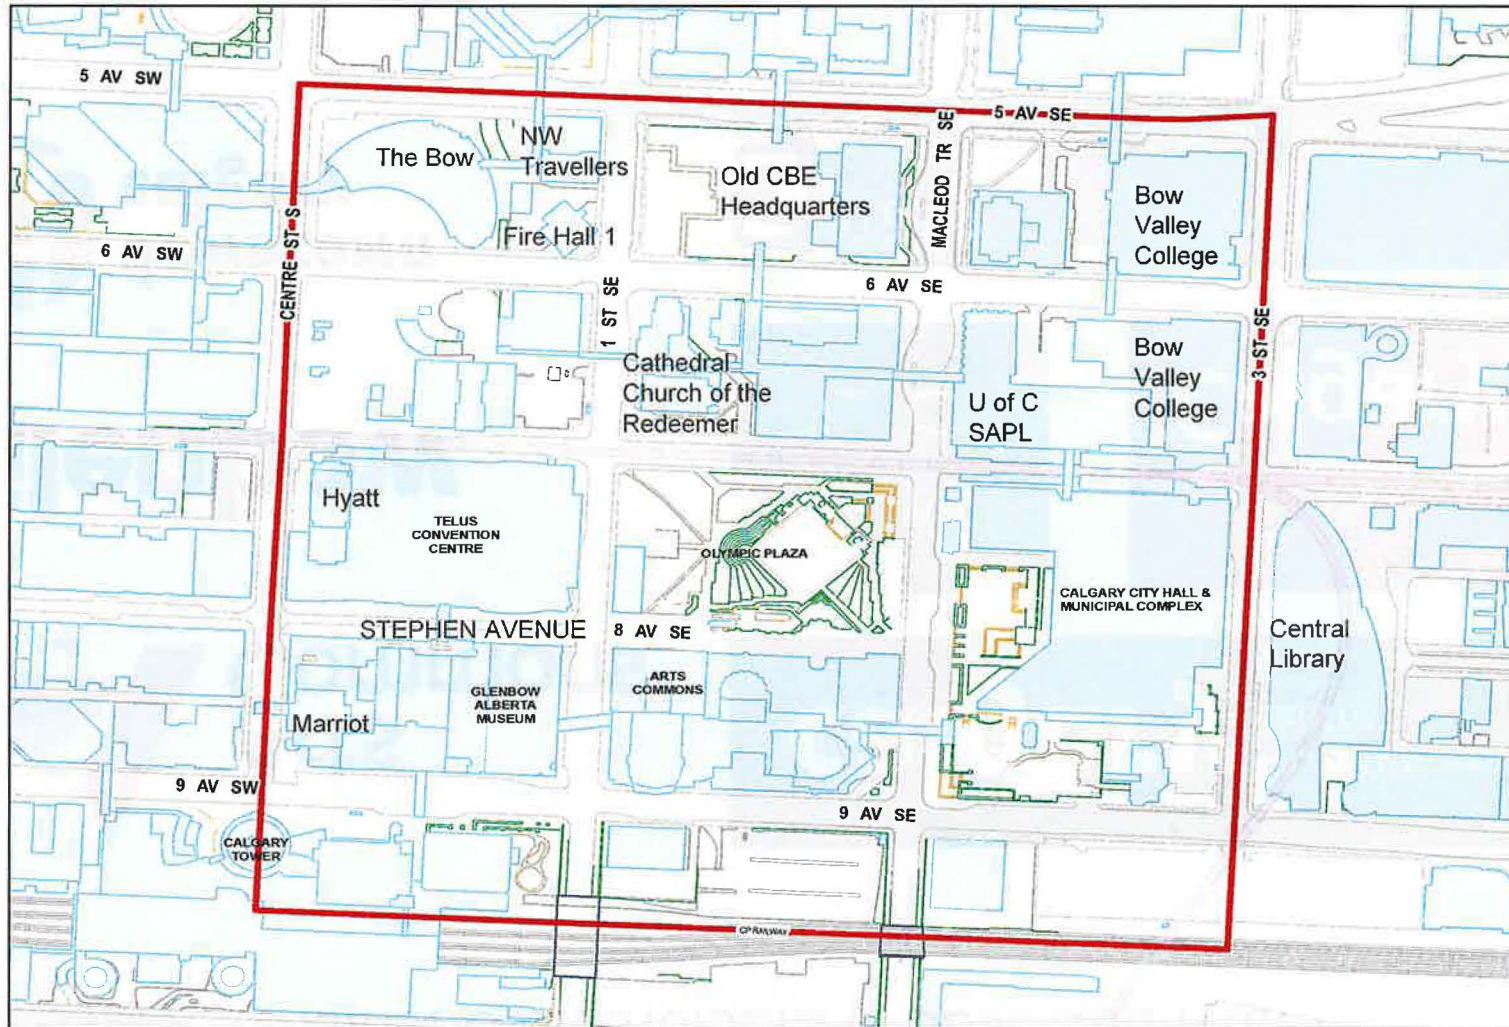 5 AV SW
5 AV SE
MACLEOD TR SE
The Bow
NW
Travellers
Old CBE
Headquarters
Bow
Valley
College
Fire Hall 1
6 AV SW
CENTRE ST S
1 ST SE
6 AV SE
3 ST SE
Cathedral
Church of the
Redeemer
U of C
SAPL
Bow
Valley
College
Hyatt
TELUS
CONVENTION
CENTRE
OLYMPIC PLAZA
CALGARY CITY HALL &
MUNICIPAL COMPLEX
STEPHEN AVENUE
8 AV SE
Central
Library
GLENBOW
ALBERTA
MUSEUM
ARTS
COMMONS
Marriot
9 AV SW
9 AV SE
CALGARY
TOWER
CP RAILWAY